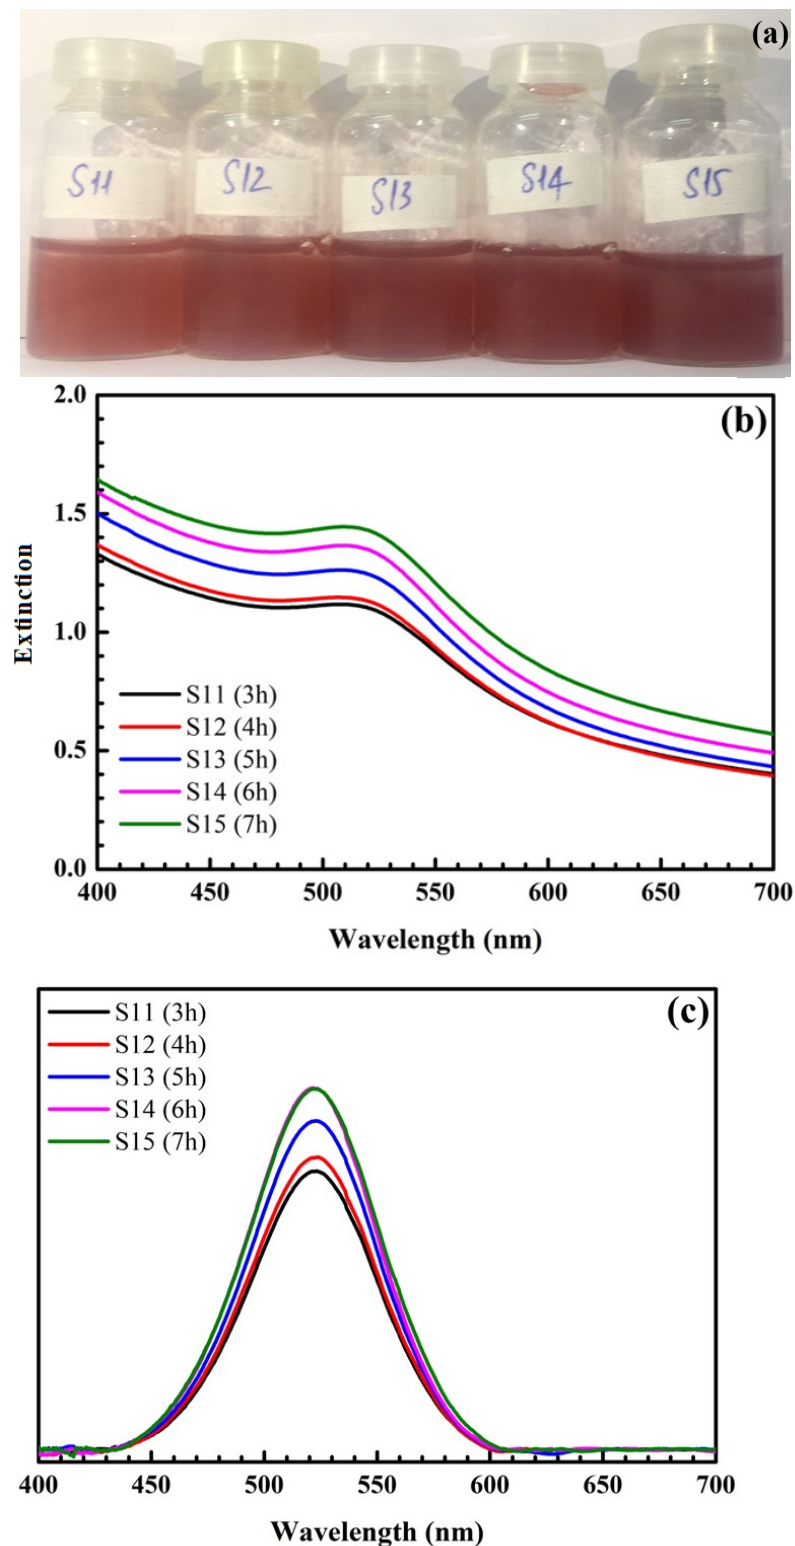 (a)
S11 S12 S13 S14 S15
(b)
2.0
1.5
1.0
0.5
0.0
Extinction
S11 (3h)
S12 (4h)
S13 (5h)
S14 (6h)
S15 (7h)
400 450 500 550 600 650 700
Wavelength (nm)
(c)
S11 (3h)
S12 (4h)
S13 (5h)
S14 (6h)
S15 (7h)
400 450 500 550 600 650 700
Wavelength (nm)